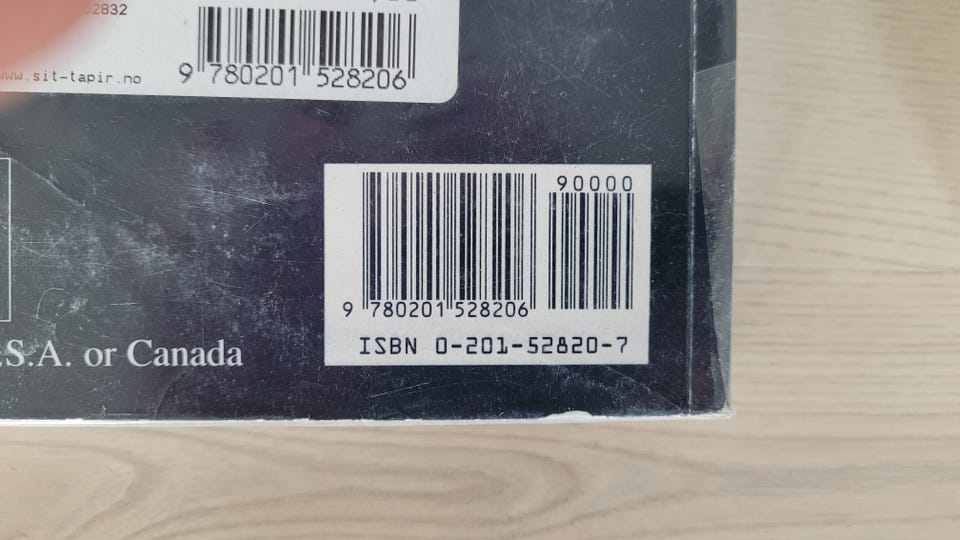 2832
www.sit-tapir.no
9 780201 528206
90000
9 780201 528206
ISBN 0-201-52820-7
.S.A. or Canada